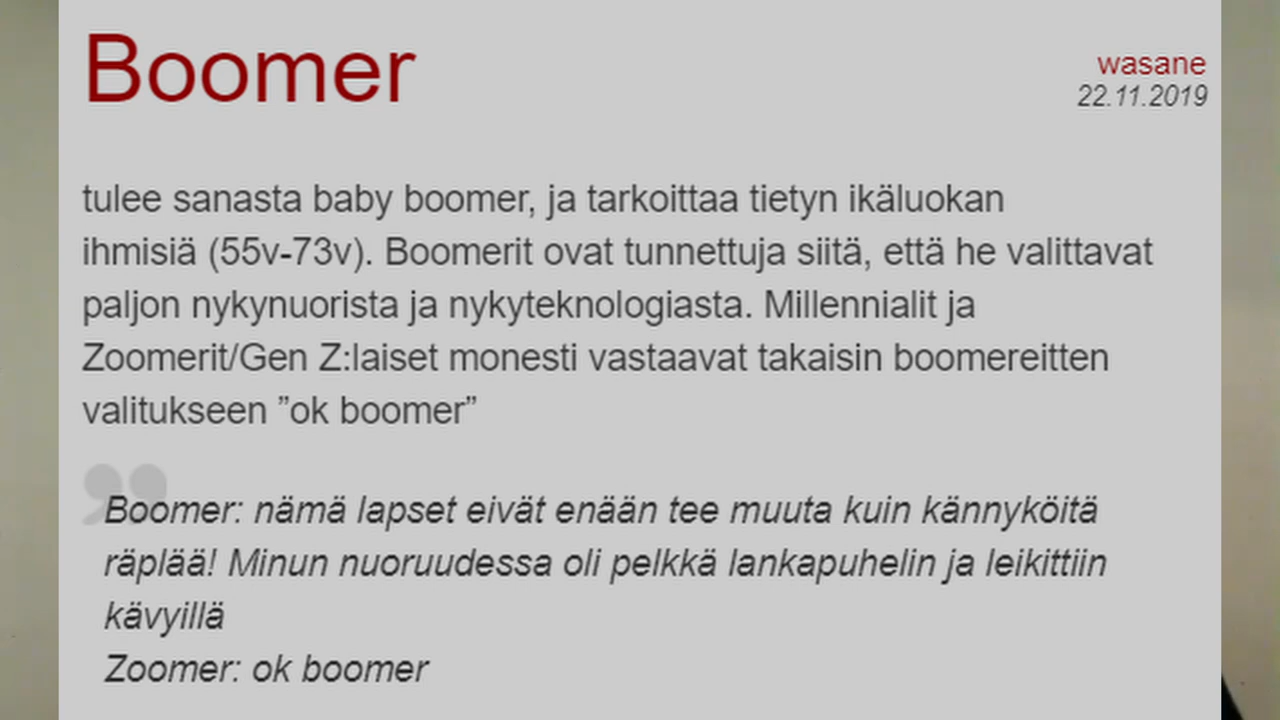 Boomer
wasane
22.11.2019
tulee sanasta baby boomer, ja tarkoittaa tietyn ikäluokan
ihmisiä (55v-73v). Boomerit ovat tunnettuja siitä, että he valittavat
paljon nykynuorista ja nykyteknologiasta. Millennialit ja
Zoomerit/Gen Z:laiset monesti vastaavat takaisin boomereitten
valitukseen ”ok boomer”
Boomer: nämä lapset eivät enään tee muuta kuin kännyköitä
räplää! Minun nuoruudessa oli pelkkä lankapuhelin ja leikittiin
kävyillä
Zoomer: ok boomer